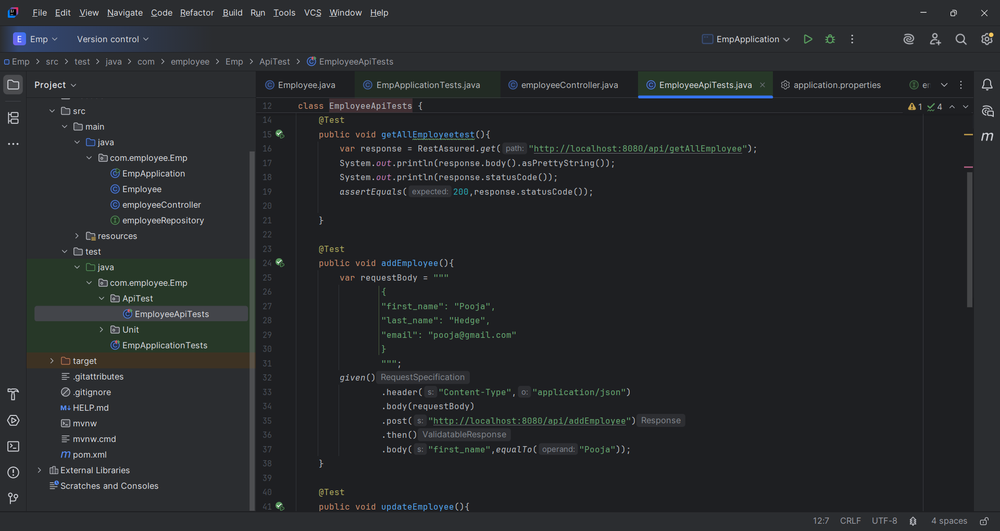 File Edit View Navigate Code Refactor Build Run Tools VCS Window Help
E Emp Version control EmpApplication
Emp > src > test > java > com > employee > Emp > ApiTest > EmployeeApiTests
Project
src
main
java
com.employee.Emp
EmpApplication
Employee
employeeController
employeeRepository
resources
test
java
com.employee.Emp
ApiTest
EmployeeApiTests
Unit
EmpApplicationTests
target
.gitattributes
.gitignore
HELP.md
mvnw
mvnw.cmd
pom.xml
External Libraries
Scratches and Consoles
Employee.java EmpApplicationTests.java employeeController.java EmployeeApiTests.java application.properties
12 class EmployeeApiTests { 1 4
14 @Test
15 public void getAllEmployeetest(){
16 var response = RestAssured.get( path: "http://localhost:8080/api/getAllEmployee");
17 System.out.println(response.body().asPrettyString());
18 System.out.println(response.statusCode());
19 assertEquals( expected: 200,response.statusCode());
20
21 }
22
23 @Test
24 public void addEmployee(){
25 var requestBody = """
26 {
27 "first_name": "Pooja",
28 "last_name": "Hedge",
29 "email": "pooja@gmail.com"
30 }
31 """;
32 given() RequestSpecification
33 .header( s: "Content-Type", o: "application/json")
34 .body(requestBody)
35 .post( s: "http://localhost:8080/api/addEmployee") Response
36 .then() ValidatableResponse
37 .body( s: "first_name",equalTo( operand: "Pooja"));
38 }
39
40 @Test
41 public void updateEmployee(){
12:7 CRLF UTF-8 4 spaces